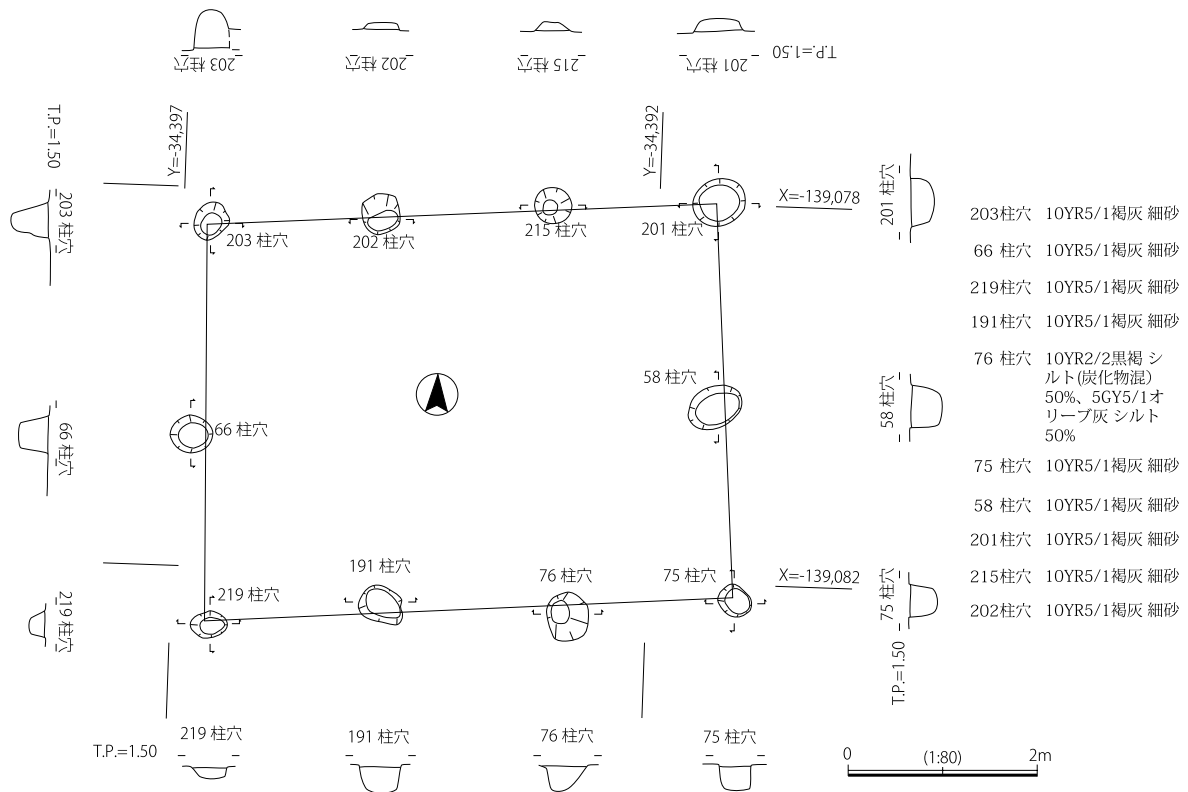 203 柱穴
202 柱穴
215 柱穴
201 柱穴
T.P.=1.50
T.P.=1.50
Y=-34,397
Y=-34,392
203 柱穴
201 柱穴
X=-139,078
203 柱穴
202 柱穴
215 柱穴
201 柱穴
66 柱穴
66 柱穴
58 柱穴
58 柱穴
219 柱穴
219 柱穴
191 柱穴
76 柱穴
75 柱穴
X=-139,082
75 柱穴
T.P.=1.50
T.P.=1.50
219 柱穴
191 柱穴
76 柱穴
75 柱穴
0
(1:80)
2m
203柱穴 10YR5/1褐灰 細砂
66 柱穴 10YR5/1褐灰 細砂
219柱穴 10YR5/1褐灰 細砂
191柱穴 10YR5/1褐灰 細砂
76 柱穴 10YR2/2黒褐 シ
ルト(炭化物混）
50%、5GY5/1オ
リーブ灰 シルト
50%
75 柱穴 10YR5/1褐灰 細砂
58 柱穴 10YR5/1褐灰 細砂
201柱穴 10YR5/1褐灰 細砂
215柱穴 10YR5/1褐灰 細砂
202柱穴 10YR5/1褐灰 細砂